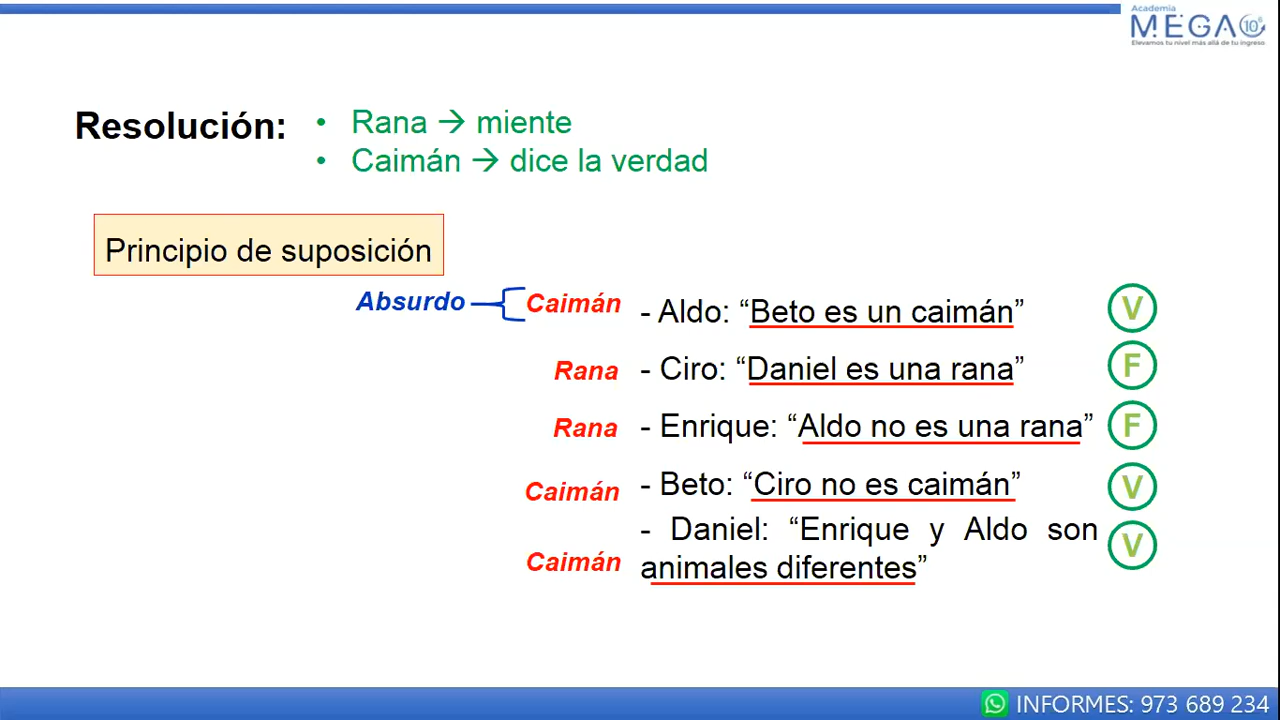 Academia
MEGA 10
Elevamos tu nivel más allá de tu ingreso
Resolución:
• Rana → miente
• Caimán → dice la verdad
Principio de suposición
Absurdo Caimán - Aldo: “Beto es un caimán” V
Rana - Ciro: “Daniel es una rana” F
Rana - Enrique: “Aldo no es una rana” F
Caimán - Beto: “Ciro no es caimán” V
- Daniel: “Enrique y Aldo son V
Caimán animales diferentes”
INFORMES: 973 689 234